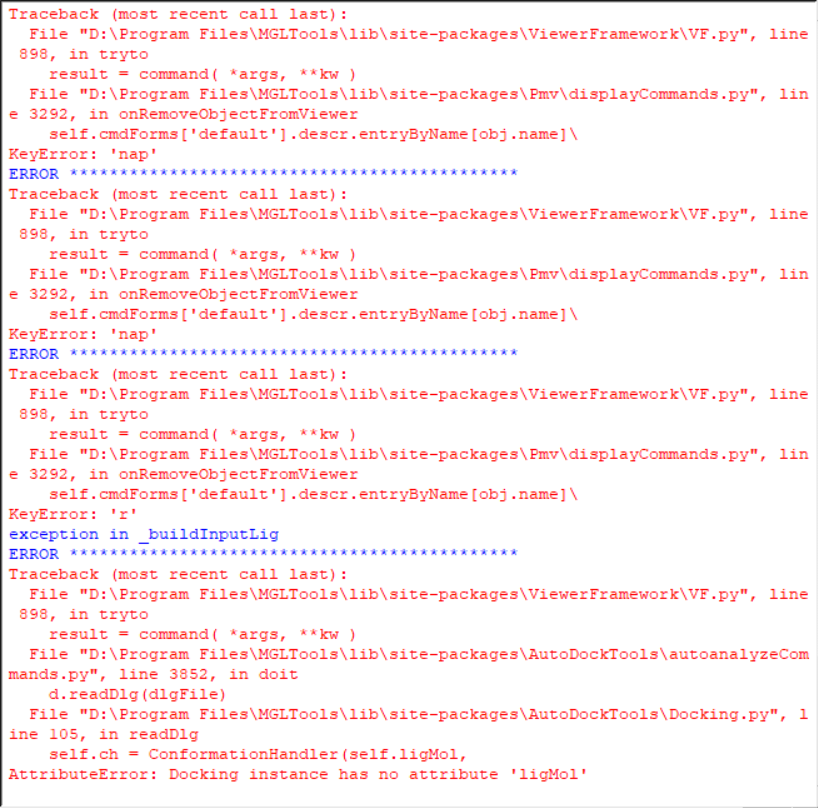 Traceback (most recent call last):
  File "D:\Program Files\MGLTools\lib\site-packages\ViewerFramework\VF.py", line
 898, in tryto
    result = command( *args, **kw )
  File "D:\Program Files\MGLTools\lib\site-packages\Pmv\displayCommands.py", lin
e 3292, in onRemoveObjectFromViewer
    self.cmdForms['default'].descr.entryByName[obj.name]\
KeyError: 'nap'
ERROR *********************************************
Traceback (most recent call last):
  File "D:\Program Files\MGLTools\lib\site-packages\ViewerFramework\VF.py", line
 898, in tryto
    result = command( *args, **kw )
  File "D:\Program Files\MGLTools\lib\site-packages\Pmv\displayCommands.py", lin
e 3292, in onRemoveObjectFromViewer
    self.cmdForms['default'].descr.entryByName[obj.name]\
KeyError: 'nap'
ERROR *********************************************
Traceback (most recent call last):
  File "D:\Program Files\MGLTools\lib\site-packages\ViewerFramework\VF.py", line
 898, in tryto
    result = command( *args, **kw )
  File "D:\Program Files\MGLTools\lib\site-packages\Pmv\displayCommands.py", lin
e 3292, in onRemoveObjectFromViewer
    self.cmdForms['default'].descr.entryByName[obj.name]\
KeyError: 'r'
exception in _buildInputLig
ERROR *********************************************
Traceback (most recent call last):
  File "D:\Program Files\MGLTools\lib\site-packages\ViewerFramework\VF.py", line
 898, in tryto
    result = command( *args, **kw )
  File "D:\Program Files\MGLTools\lib\site-packages\AutoDockTools\autoanalyzeCom
mands.py", line 3852, in doit
    d.readDlg(dlgFile)
  File "D:\Program Files\MGLTools\lib\site-packages\AutoDockTools\Docking.py", l
ine 105, in readDlg
    self.ch = ConformationHandler(self.ligMol,
AttributeError: Docking instance has no attribute 'ligMol'